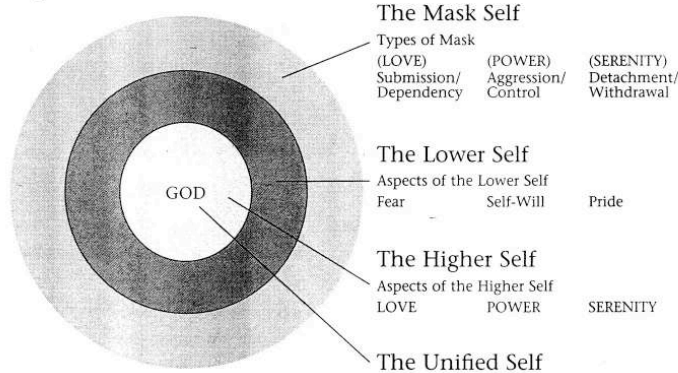 The Mask Self
Types of Mask
(LOVE) (POWER) (SERENITY)
Submission/ Aggression/ Detachment/
Dependency Control Withdrawal
The Lower Self
Aspects of the Lower Self
Fear Self-Will Pride
GOD
The Higher Self
Aspects of the Higher Self
LOVE POWER SERENITY
The Unified Self